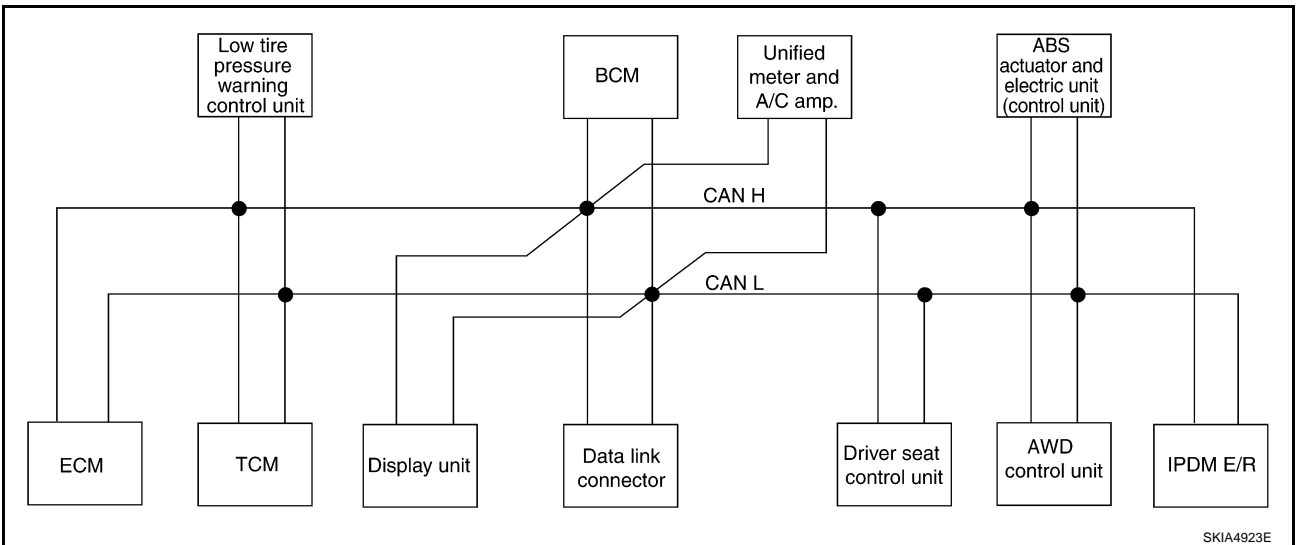 Low tire
pressure
warning
control unit
BCM
Unified
meter and
A/C amp.
ABS
actuator and
electric unit
(control unit)
CAN H
CAN L
ECM
TCM
Display unit
Data link
connector
Driver seat
control unit
AWD
control unit
IPDM E/R
SKIA4923E